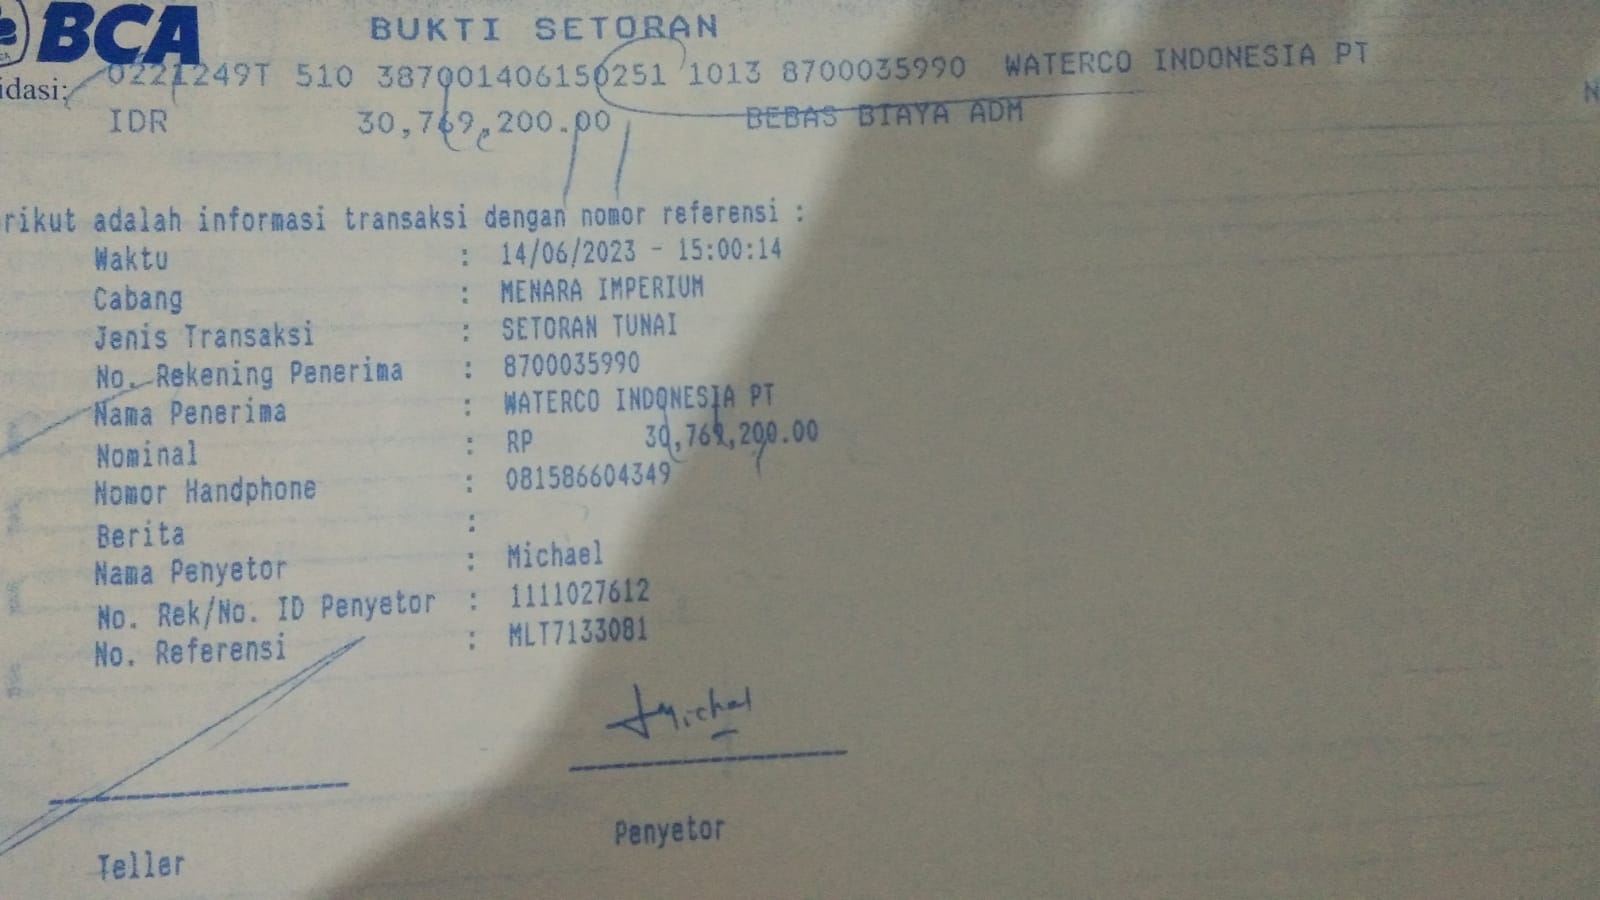 BCA
BUKTI SETORAN
idasi: 0221249T 510 387001406150251 1013 8700035990 WATERCO INDONESIA PT
IDR 30,769,200.00 BEBAS BIAYA ADM
N
rikut adalah informasi transaksi dengan nomor referensi :
Waktu : 14/06/2023 - 15:00:14
Cabang : MENARA IMPERIUM
Jenis Transaksi : SETORAN TUNAI
No. Rekening Penerima : 8700035990
Nama Penerima : WATERCO INDONESIA PT
Nominal : RP 30,769,200.00
Nomor Handphone : 081586604349
Berita :
Nama Penyetor : Michael
No. Rek/No. ID Penyetor : 1111027612
No. Referensi : MLT7133081
Michal
Teller
Penyetor